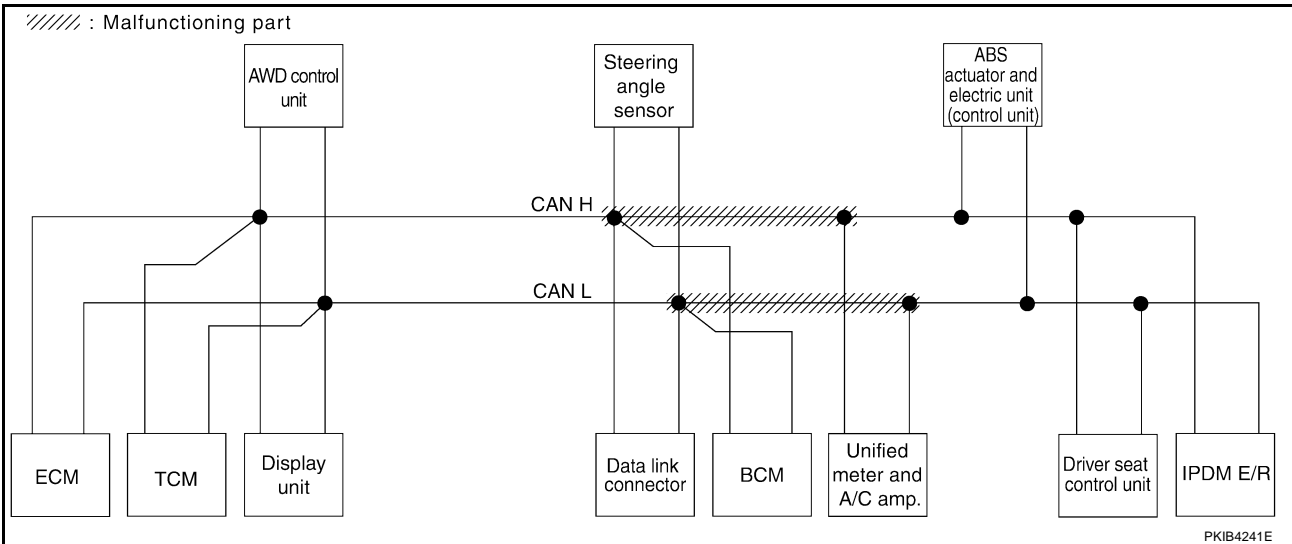 : Malfunctioning part
AWD control
unit
Steering
angle
sensor
ABS
actuator and
electric unit
(control unit)
CAN H
CAN L
ECM
TCM
Display
unit
Data link
connector
BCM
Unified
meter and
A/C amp.
Driver seat
control unit
IPDM E/R
PKIB4241E